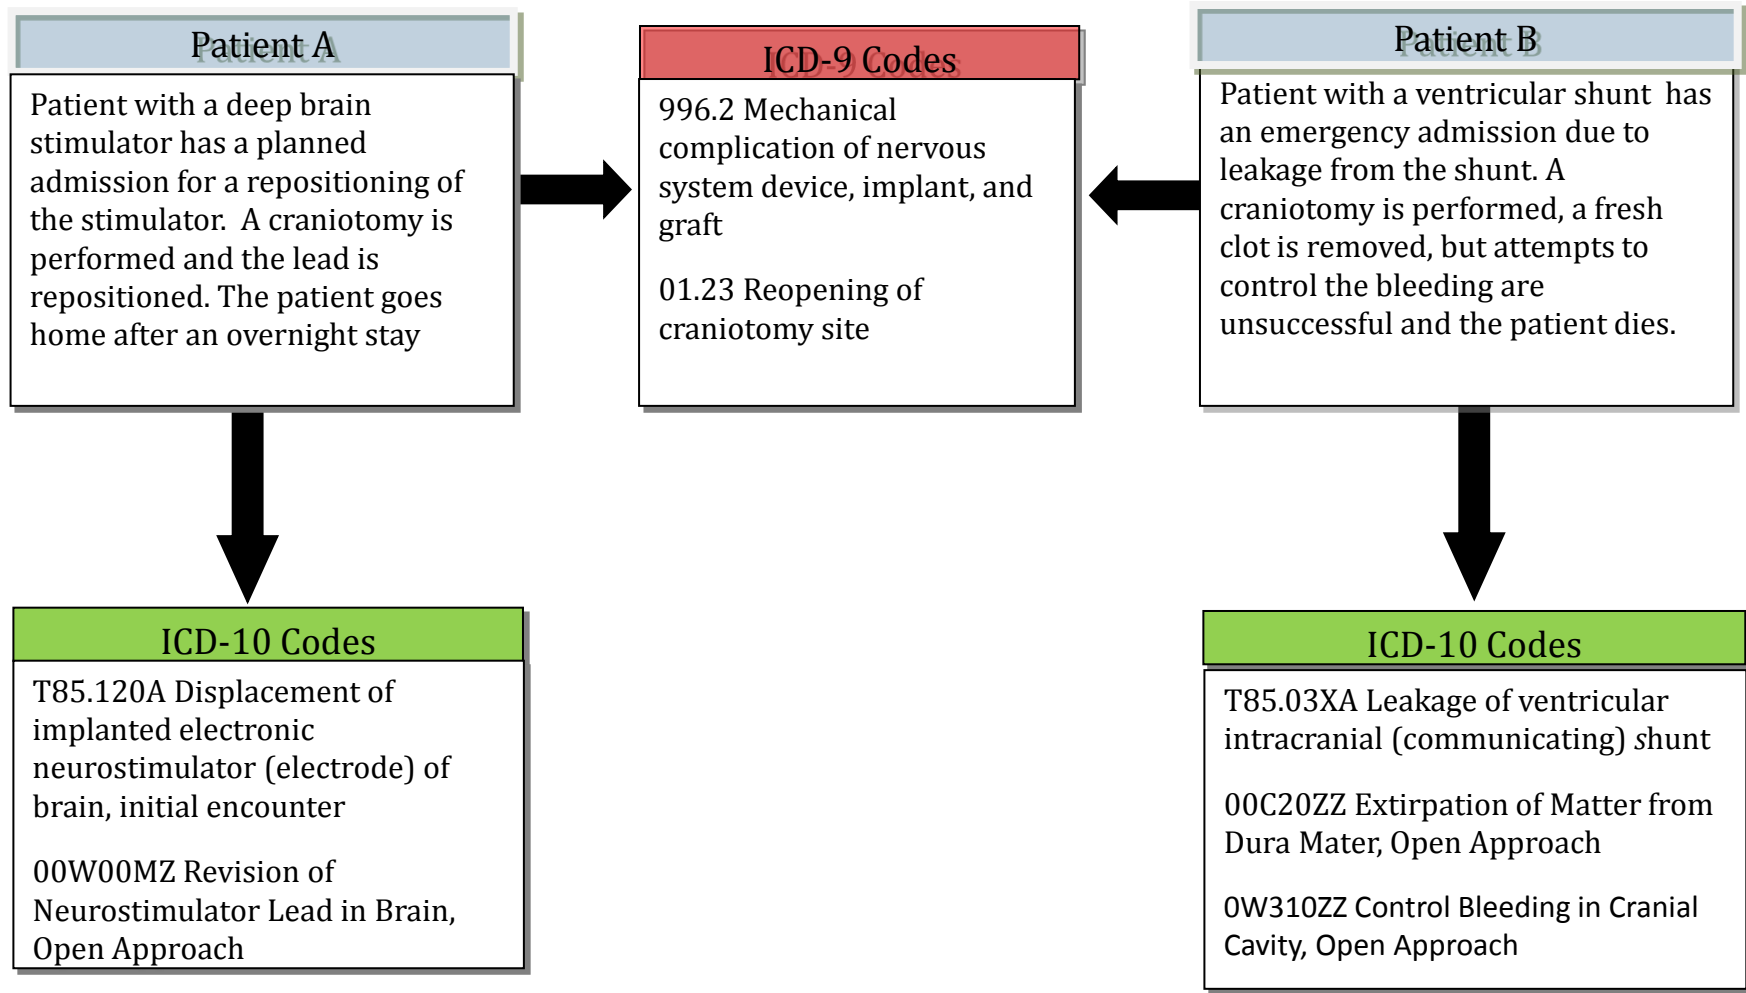 Patient A
Patient with a deep brain
stimulator has a planned
admission for a repositioning of
the stimulator.  A craniotomy is
performed and the lead is
repositioned. The patient goes
home after an overnight stay
ICD-9 Codes
996.2 Mechanical
complication of nervous
system device, implant, and
graft
01.23 Reopening of
craniotomy site
Patient B
Patient with a ventricular shunt  has
an emergency admission due to
leakage from the shunt. A
craniotomy is performed, a fresh
clot is removed, but attempts to
control the bleeding are
unsuccessful and the patient dies.
ICD-10 Codes
T85.120A Displacement of
implanted electronic
neurostimulator (electrode) of
brain, initial encounter
00W00MZ Revision of
Neurostimulator Lead in Brain,
Open Approach
ICD-10 Codes
T85.03XA Leakage of ventricular
intracranial (communicating) shunt
00C20ZZ Extirpation of Matter from
Dura Mater, Open Approach
0W310ZZ Control Bleeding in Cranial
Cavity, Open Approach